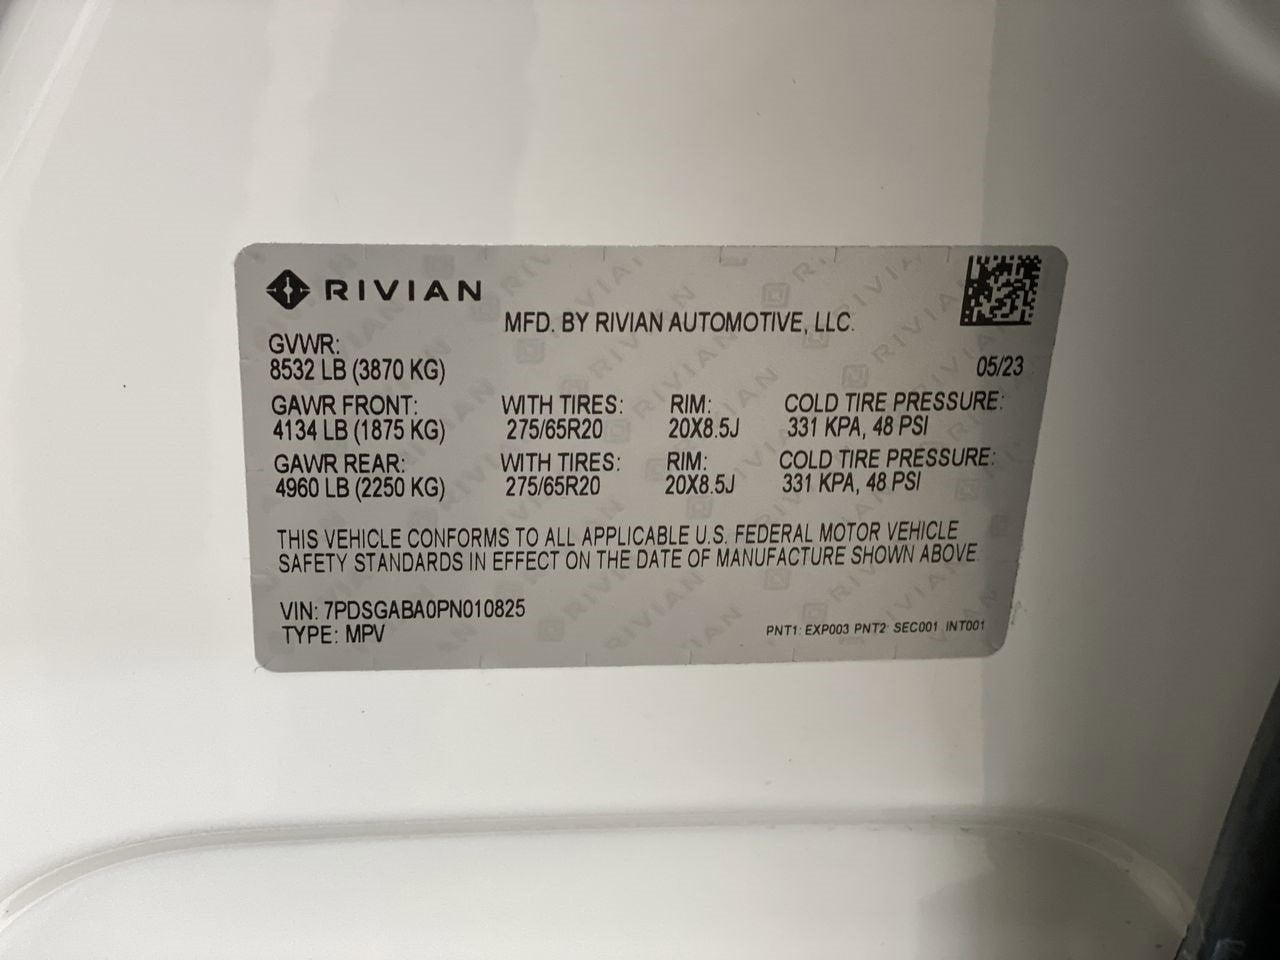 RIVIAN
MFD. BY RIVIAN AUTOMOTIVE, LLC.
GVWR:
8532 LB (3870 KG)
05/23
GAWR FRONT: WITH TIRES: RIM: COLD TIRE PRESSURE:
4134 LB (1875 KG) 275/65R20 20X8.5J 331 KPA, 48 PSI
GAWR REAR: WITH TIRES: RIM: COLD TIRE PRESSURE:
4960 LB (2250 KG) 275/65R20 20X8.5J 331 KPA, 48 PSI
THIS VEHICLE CONFORMS TO ALL APPLICABLE U.S. FEDERAL MOTOR VEHICLE
SAFETY STANDARDS IN EFFECT ON THE DATE OF MANUFACTURE SHOWN ABOVE
VIN: 7PDSGABA0PN010825
TYPE: MPV
PNT1: EXP003 PNT2: SEC001 INT001